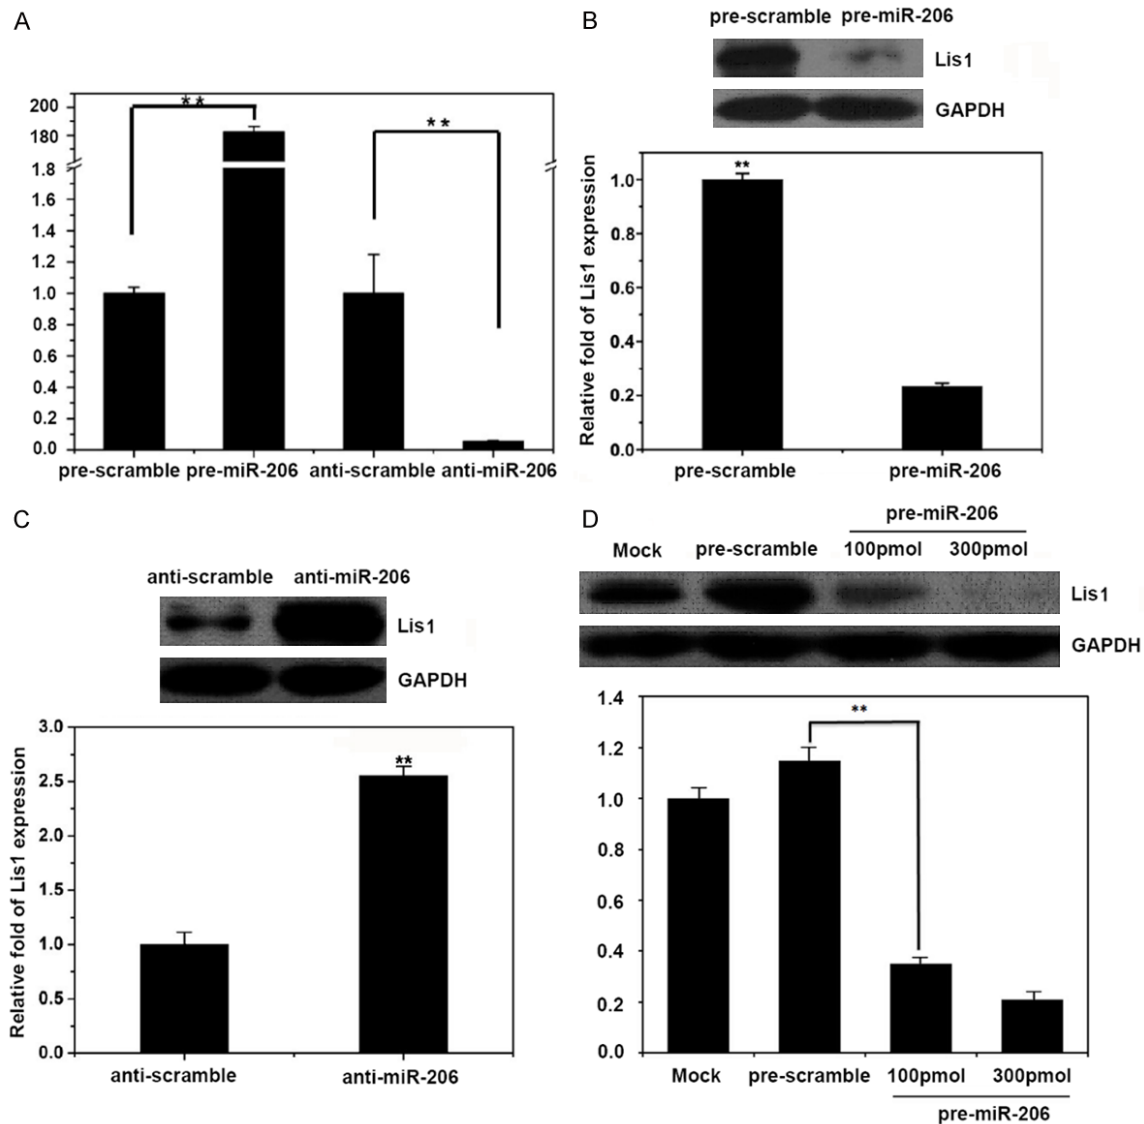 A
200
180
1.8
1.6
1.4
1.2
1.0
0.8
0.6
0.4
0.2
0.0
**
**
pre-scramble pre-miR-206 anti-scramble anti-miR-206
B
pre-scramble pre-miR-206
Lis1
GAPDH
Relative fold of Lis1 expression
1.0
0.8
0.6
0.4
0.2
0.0
**
pre-scramble pre-miR-206
C
anti-scramble anti-miR-206
Lis1
GAPDH
Relative fold of Lis1 expression
3.0
2.5
2.0
1.5
1.0
0.5
0.0
**
anti-scramble anti-miR-206
D
pre-miR-206
Mock pre-scramble 100pmol 300pmol
Lis1
GAPDH
1.4
1.2
1.0
0.8
0.6
0.4
0.2
0.0
**
Mock pre-scramble 100pmol 300pmol
pre-miR-206